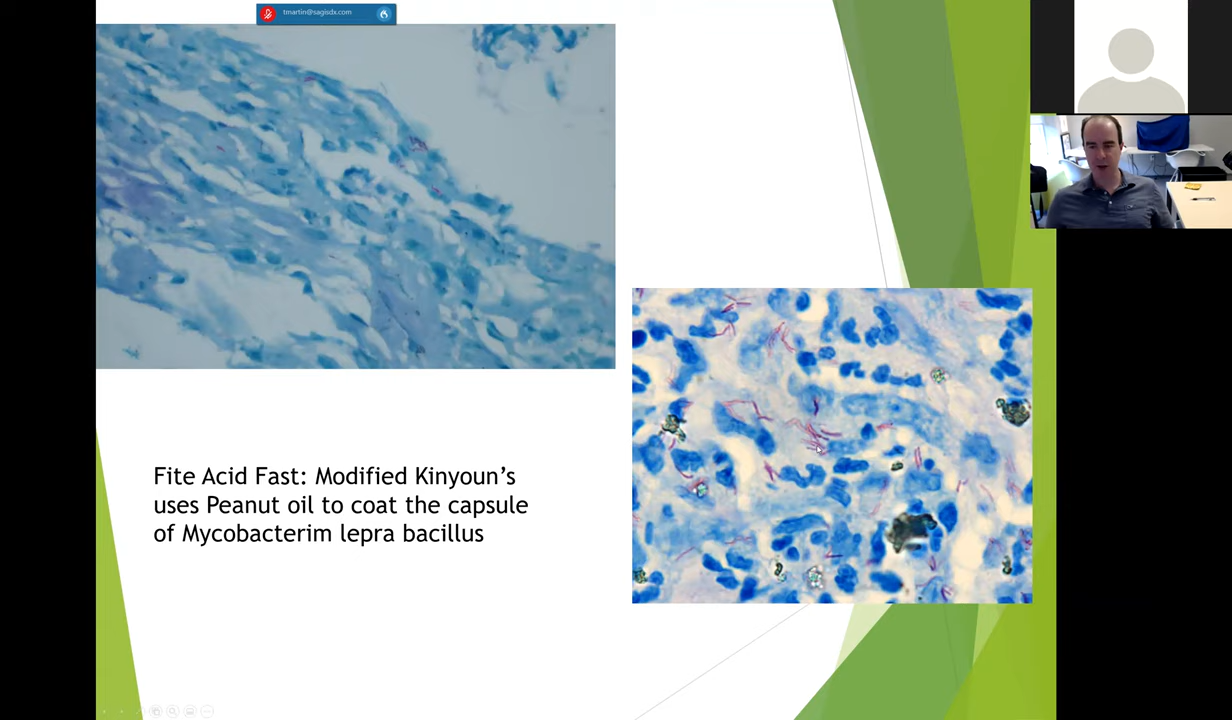 tmartin@sagisdx.com
Fite Acid Fast: Modified Kinyoun's
uses Peanut oil to coat the capsule
of Mycobacterim lepra bacillus